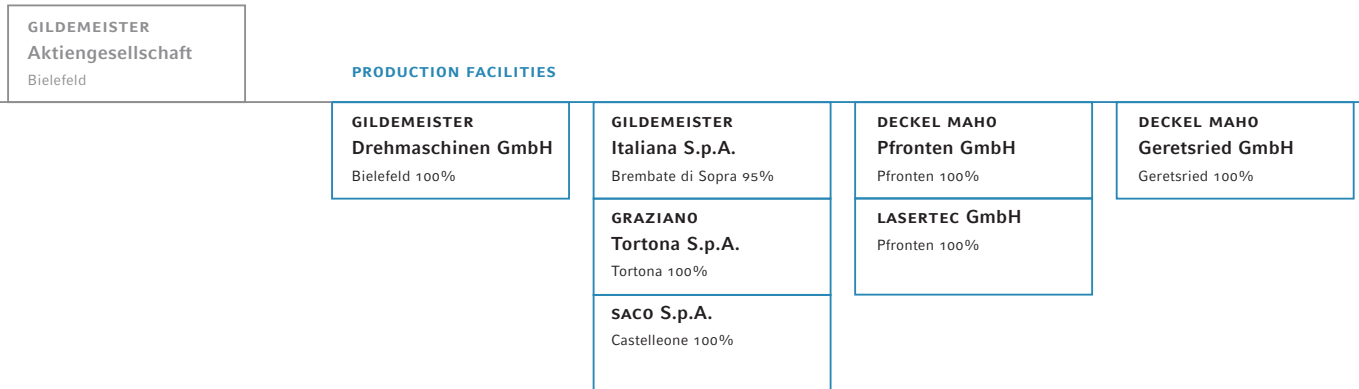 GILDEMEISTER
Aktiengesellschaft
Bielefeld
PRODUCTION FACILITIES
GILDEMEISTER
Drehmaschinen GmbH
Bielefeld 100%
GILDEMEISTER
Italiana S.p.A.
Brembate di Sopra 95%
GRAZIANO
Tortona S.p.A.
Tortona 100%
SACO S.p.A.
Castelleone 100%
DECKEL MAHO
Pfronten GmbH
Pfronten 100%
LASERTEC GmbH
Pfronten 100%
DECKEL MAHO
Geretsried GmbH
Geretsried 100%